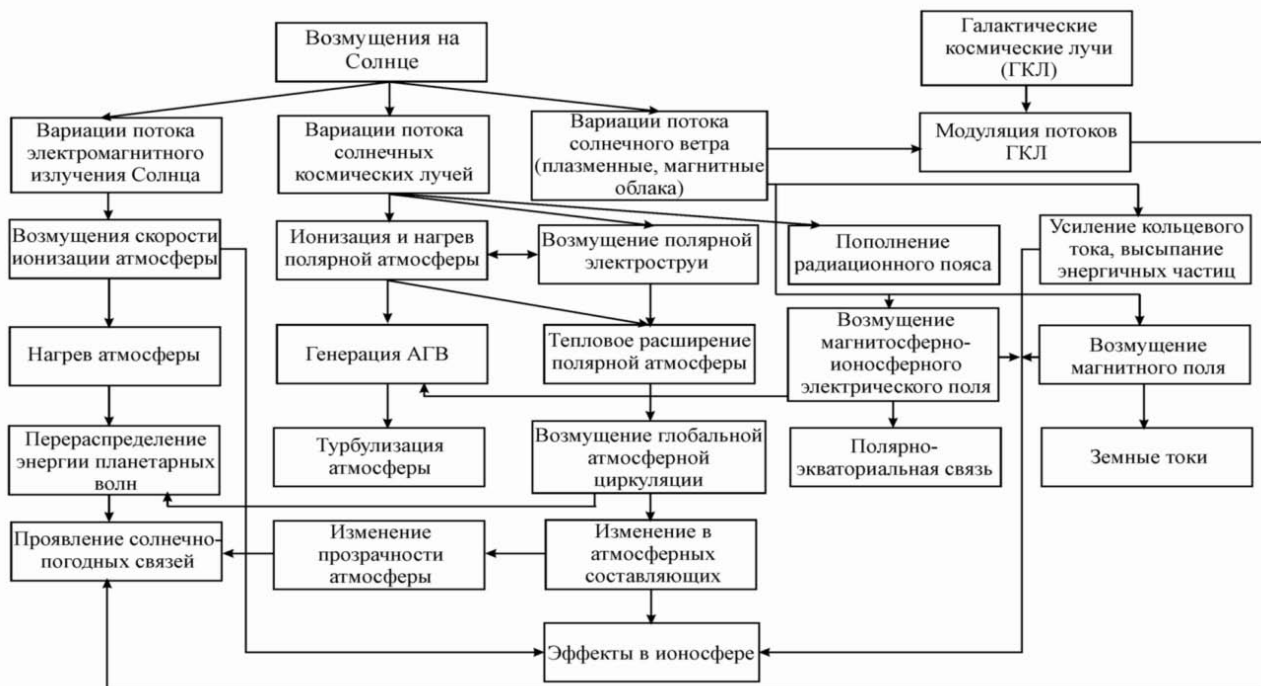 Возмущения на
Солнце
Галактические
космические лучи
(ГКЛ)
Вариации потока
электромагнитного
излучения Солнца
Вариации потока
солнечных
космических лучей
Вариации потока
солнечного ветра
(плазменные, магнитные
облака)
Модуляция потоков
ГКЛ
Возмущения скорости
ионизации атмосферы
Ионизация и нагрев
полярной атмосферы
Возмущение полярной
электроструи
Пополнение
радиационного пояса
Усиление кольцевого
тока, высыпание
энергичных частиц
Нагрев атмосферы
Генерация АГВ
Тепловое расширение
полярной атмосферы
Возмущение
магнитосферно-
ионосферного
электрического поля
Возмущение
магнитного поля
Перераспределение
энергии планетарных
волн
Турбулизация
атмосферы
Возмущение глобальной
атмосферной
циркуляции
Полярно-
экваториальная связь
Земные токи
Проявление солнечно-
погодных связей
Изменение
прозрачности
атмосферы
Изменение в
атмосферных
составляющих
Эффекты в ионосфере